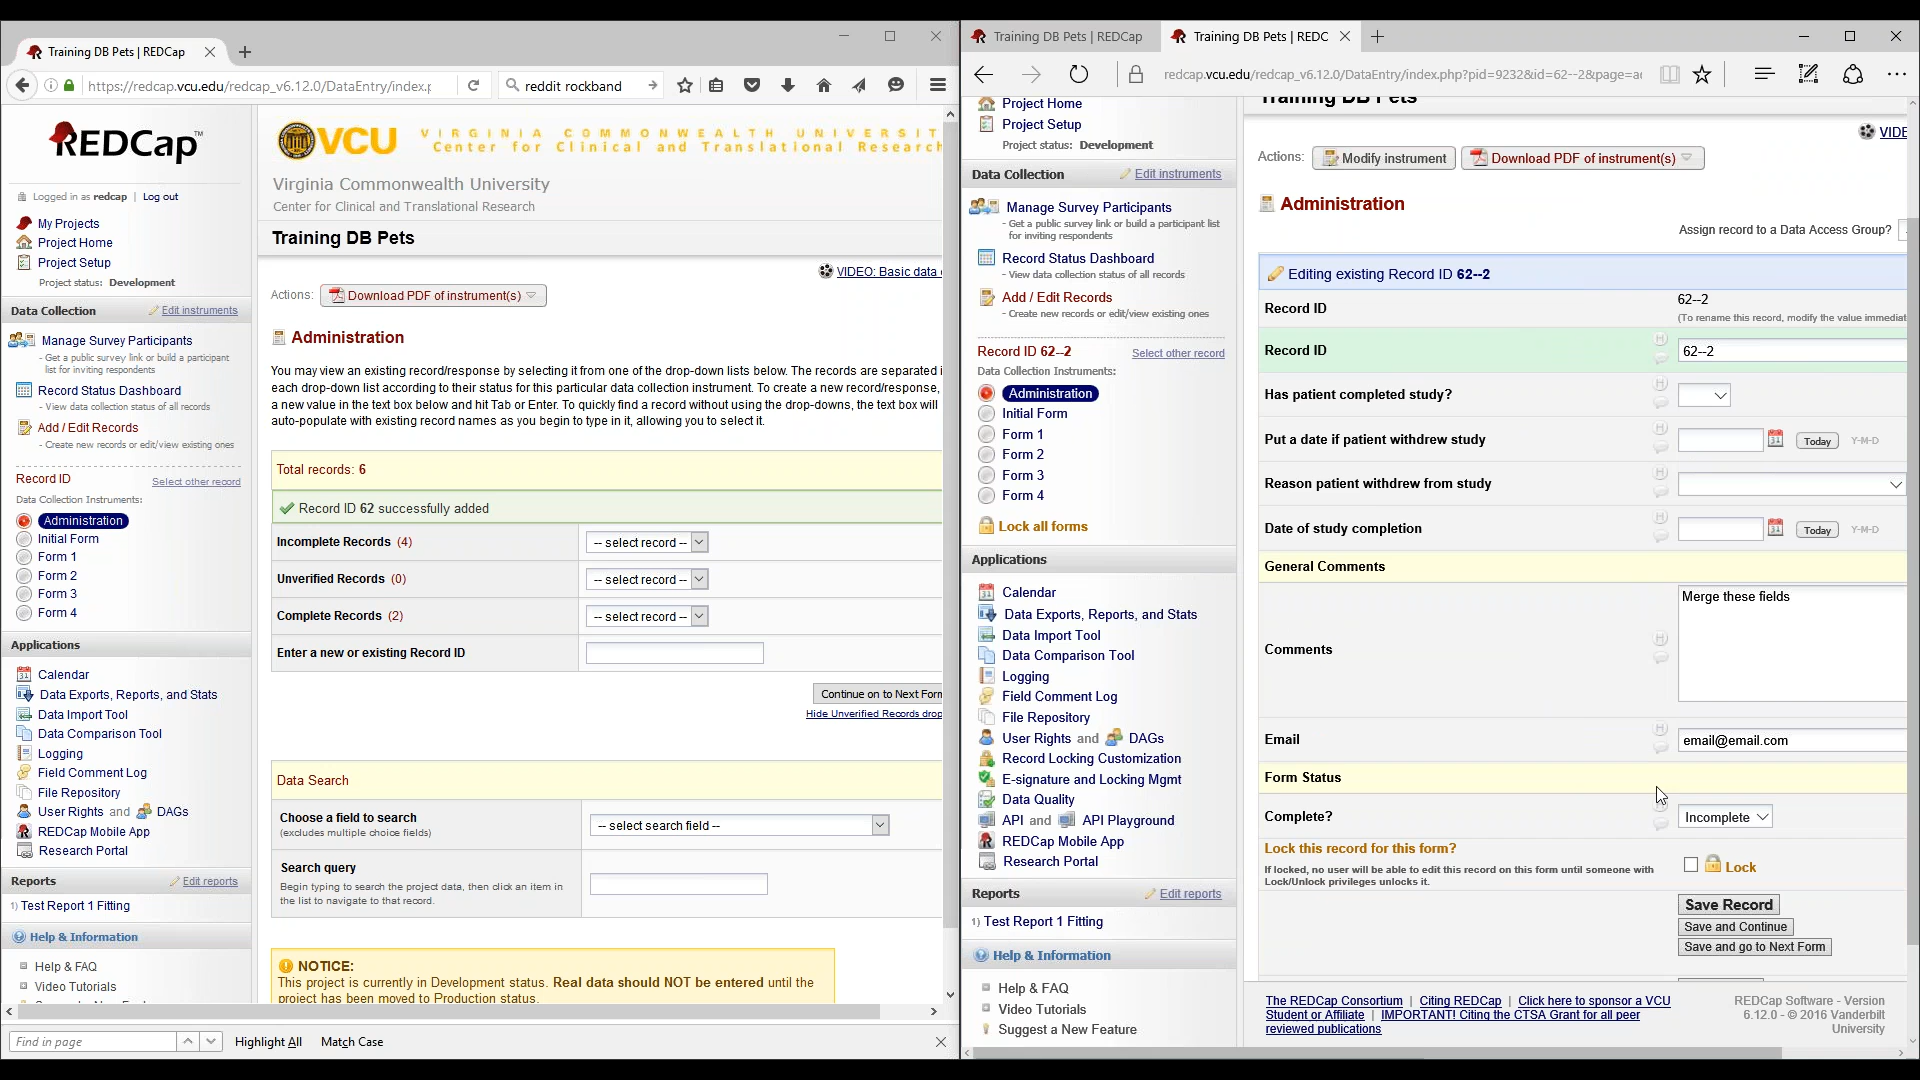 Training DB Pets | REDCap
https://redcap.vcu.edu/redcap_v6.12.0/DataEntry/index.p
reddit rockband
REDCap™
Logged in as redcap | Log out
My Projects
Project Home
Project Setup
Project status: Development
Data Collection
Edit instruments
Manage Survey Participants
- Get a public survey link or build a participant
list for inviting respondents
Record Status Dashboard
- View data collection status of all records
Add / Edit Records
- Create new records or edit/view existing ones
Record ID
Select other record
Data Collection Instruments:
Administration
Initial Form
Form 1
Form 2
Form 3
Form 4
Applications
Calendar
Data Exports, Reports, and Stats
Data Import Tool
Data Comparison Tool
Logging
Field Comment Log
File Repository
User Rights and DAGs
REDCap Mobile App
Research Portal
Reports
Edit reports
1) Test Report 1 Fitting
Help & Information
Help & FAQ
Video Tutorials
VCU
VIRGINIA COMMONWEALTH UNIVERSIT
Center for Clinical and Translational Research
Virginia Commonwealth University
Center for Clinical and Translational Research
Training DB Pets
VIDEO: Basic data
Actions: Download PDF of instrument(s)
Administration
You may view an existing record/response by selecting it from one of the drop-down lists below. The records are separated i
each drop-down list according to their status for this particular data collection instrument. To create a new record/response,
a new value in the text box below and hit Tab or Enter. To quickly find a record without using the drop-downs, the text box will
auto-populate with existing record names as you begin to type in it, allowing you to select it.
Total records: 6
Record ID 62 successfully added
Incomplete Records (4)
-- select record --
Unverified Records (0)
-- select record --
Complete Records (2)
-- select record --
Enter a new or existing Record ID
Continue on to Next Form
Hide Unverified Records drop
Data Search
Choose a field to search
(excludes multiple choice fields)
-- select search field --
Search query
Begin typing to search the project data, then click an item in
the list to navigate to that record.
NOTICE:
This project is currently in Development status. Real data should NOT be entered until the
project has been moved to Production status.
Find in page
Highlight All
Match Case
Training DB Pets | REDCap
Training DB Pets | REDC
redcap.vcu.edu/redcap_v6.12.0/DataEntry/index.php?pid=9232&id=62--2&page=ad
Project Home
Project Setup
Project status: Development
Data Collection
Edit instruments
Manage Survey Participants
- Get a public survey link or build a participant list
for inviting respondents
Record Status Dashboard
- View data collection status of all records
Add / Edit Records
- Create new records or edit/view existing ones
Record ID 62--2
Select other record
Data Collection Instruments:
Administration
Initial Form
Form 1
Form 2
Form 3
Form 4
Lock all forms
Applications
Calendar
Data Exports, Reports, and Stats
Data Import Tool
Data Comparison Tool
Logging
Field Comment Log
File Repository
User Rights and DAGs
Record Locking Customization
E-signature and Locking Mgmt
Data Quality
API and API Playground
REDCap Mobile App
Research Portal
Reports
Edit reports
1) Test Report 1 Fitting
Help & Information
Help & FAQ
Video Tutorials
Suggest a New Feature
Training DB Pets
VIDE
Actions: Modify instrument
Download PDF of instrument(s)
Administration
Assign record to a Data Access Group?
Editing existing Record ID 62--2
Record ID
62--2
(To rename this record, modify the value immediat
Record ID
62--2
Has patient completed study?
Put a date if patient withdrew study
Today
Y-M-D
Reason patient withdrew from study
Date of study completion
Today
Y-M-D
General Comments
Comments
Merge these fields
Email
email@email.com
Form Status
Complete?
Incomplete
Lock this record for this form?
If locked, no user will be able to edit this record on this form until someone with
Lock/Unlock privileges unlocks it.
Lock
Save Record
Save and Continue
Save and go to Next Form
The REDCap Consortium | Citing REDCap | Click here to sponsor a VCU
Student or Affiliate | IMPORTANT! Citing the CTSA Grant for all peer
reviewed publications
REDCap Software - Version
6.12.0 - © 2016 Vanderbilt
University